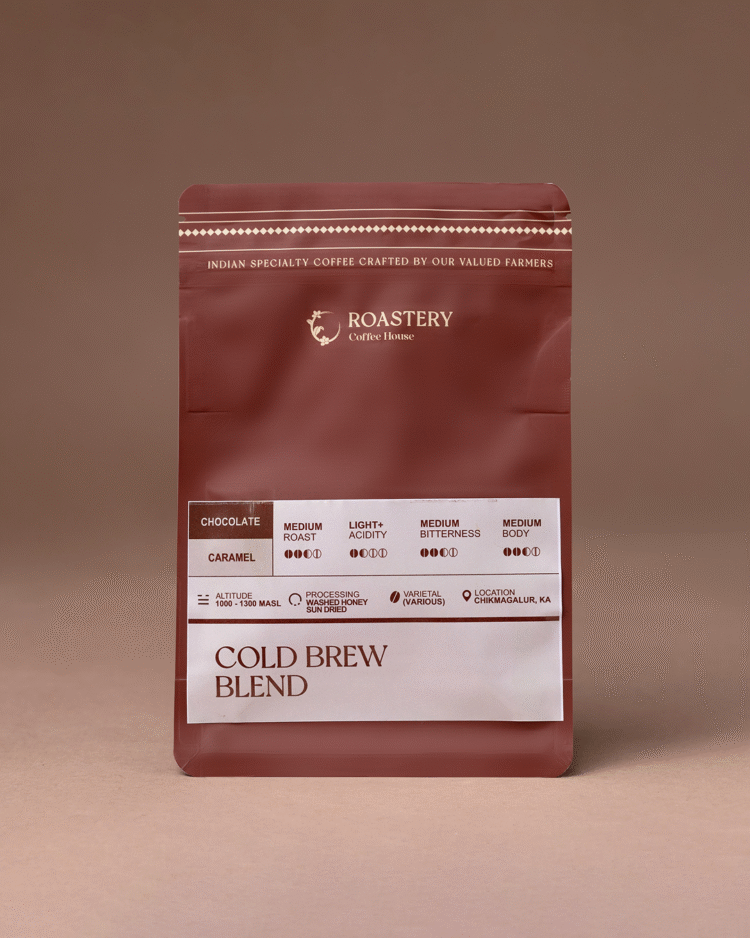 INDIAN SPECIALTY COFFEE CRAFTED BY OUR VALUED FARMERS
ROASTERY
Coffee House
CHOCOLATE
CARAMEL
MEDIUM
ROAST
LIGHT+
ACIDITY
MEDIUM
BITTERNESS
MEDIUM
BODY
ALTITUDE
1000 - 1300 MASL
PROCESSING
WASHED HONEY
SUN DRIED
VARIETAL
(VARIOUS)
LOCATION
CHIKMAGALUR, KA
COLD BREW
BLEND